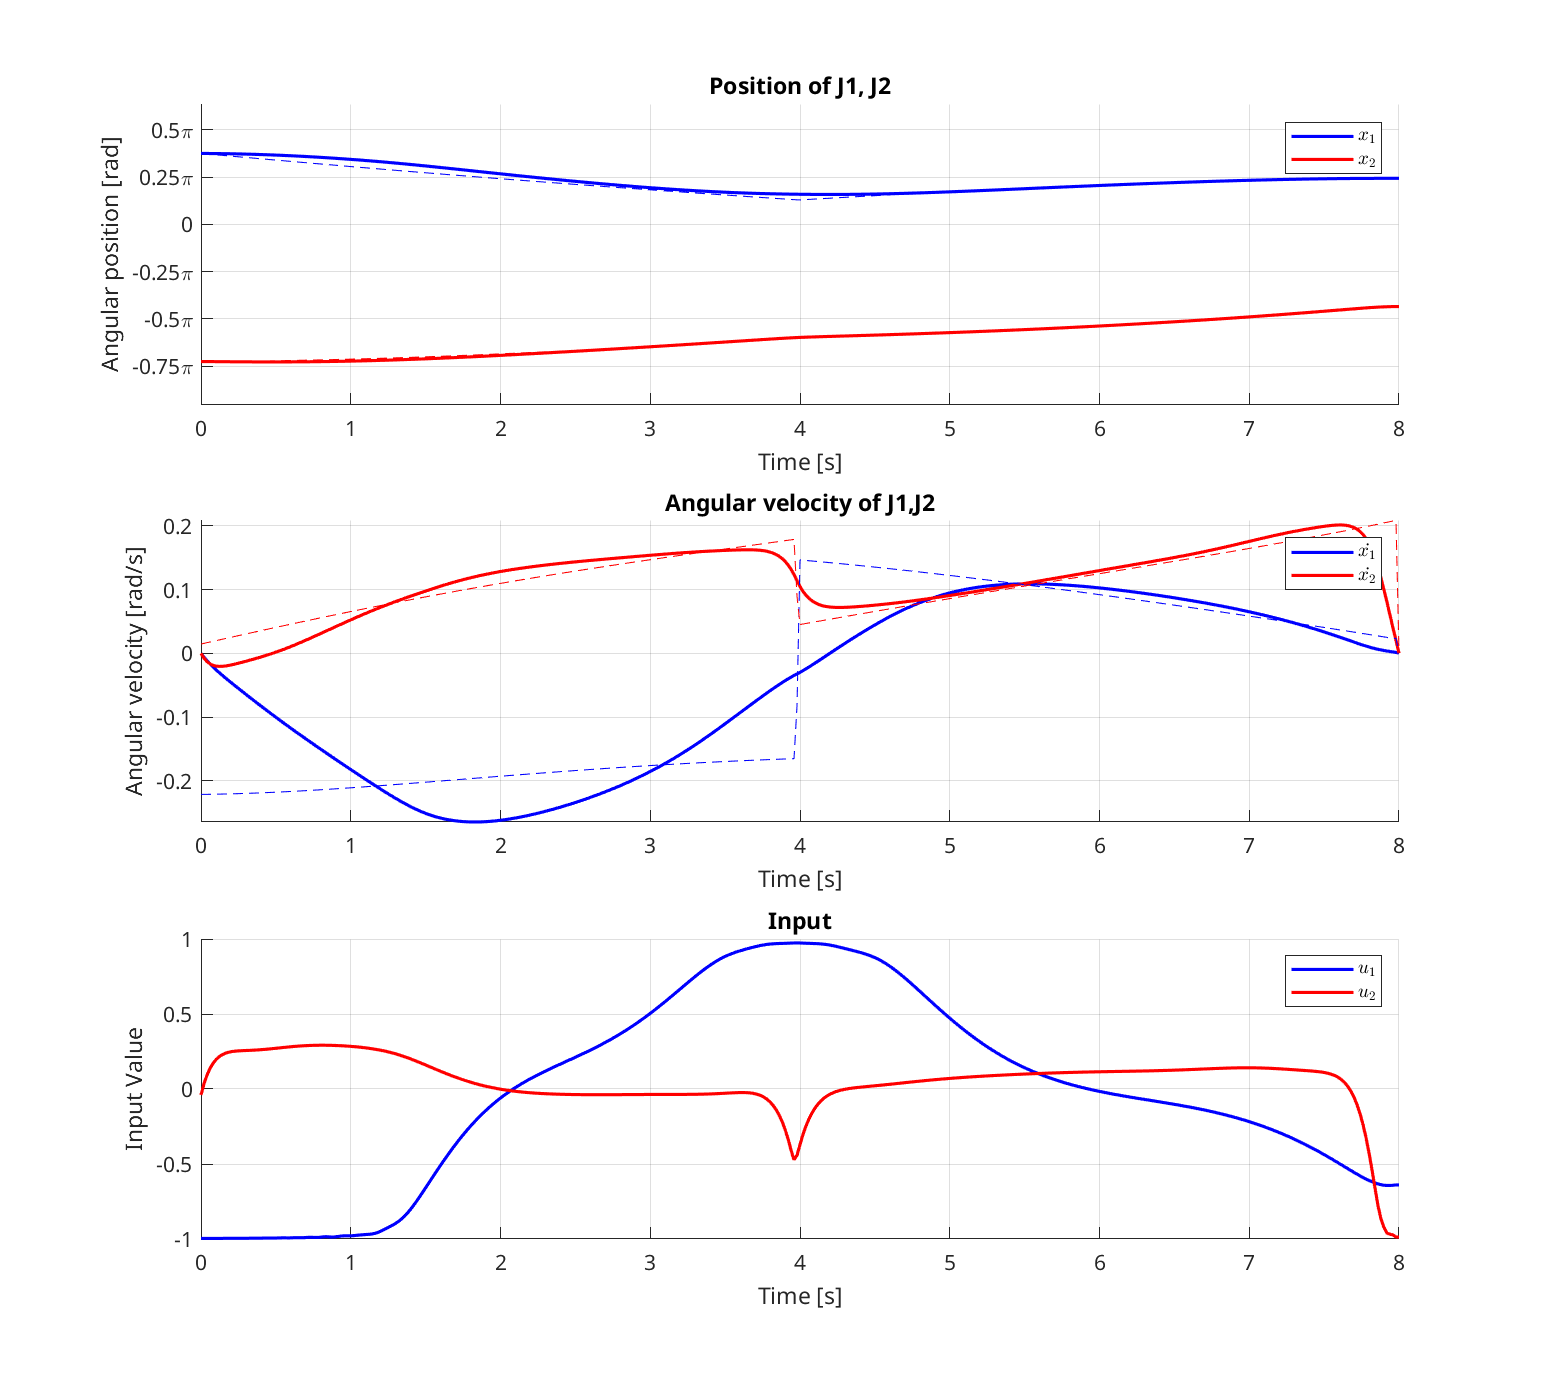 Position of J1, J2
Angular position [rad]
0.5π
0.25π
0
-0.25π
-0.5π
-0.75π
x₁
x₂
0 1 2 3 4 5 6 7 8
Time [s]
Angular velocity of J1,J2
Angular velocity [rad/s]
0.2
0.1
0
-0.1
-0.2
ẋ₁
ẋ₂
0 1 2 3 4 5 6 7 8
Time [s]
Input
Input Value
1
0.5
0
-0.5
-1
u₁
u₂
0 1 2 3 4 5 6 7 8
Time [s]